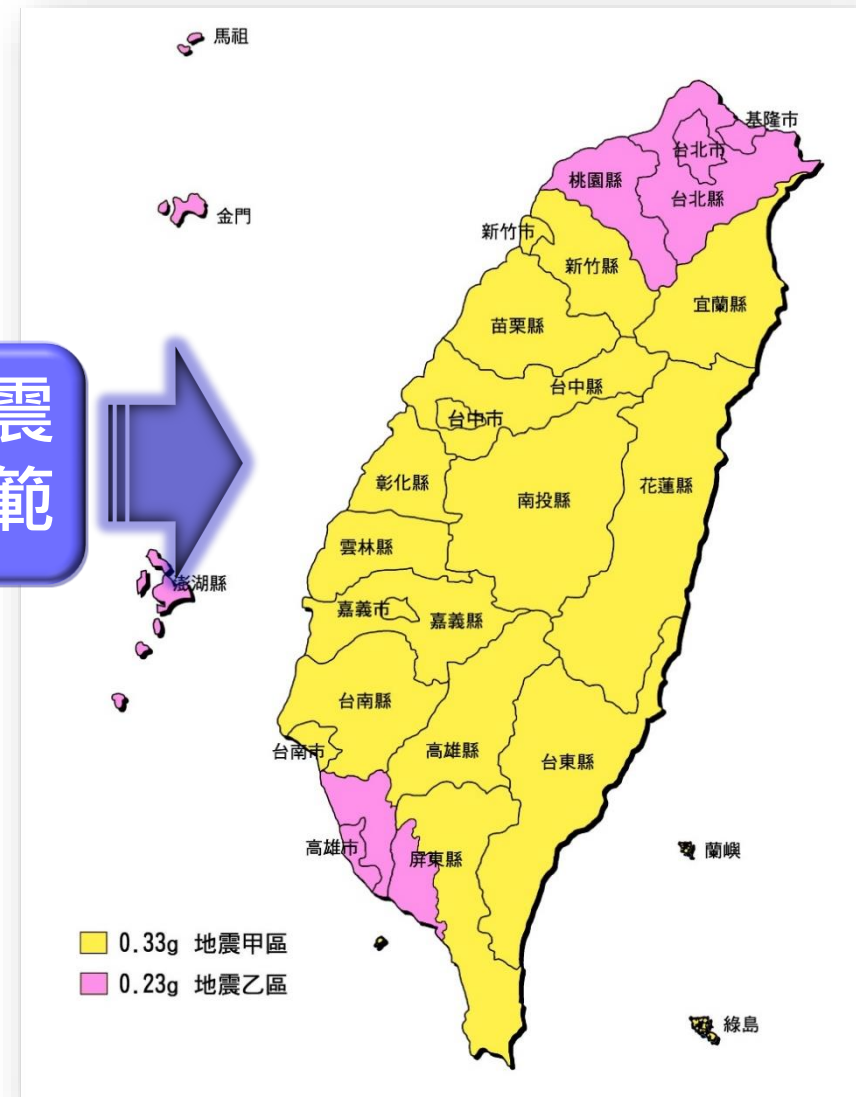 馬祖
基隆市
台北市
桃園縣
台北縣
金門
新竹市
新竹縣
宜蘭縣
苗栗縣
震
範
台中縣
台中市
彰化縣
花蓮縣
南投縣
雲林縣
澎湖縣
嘉義市
嘉義縣
台南縣
台南市
高雄縣
台東縣
高雄市
屏東縣
蘭嶼
0.33g 地震甲區
0.23g 地震乙區
綠島